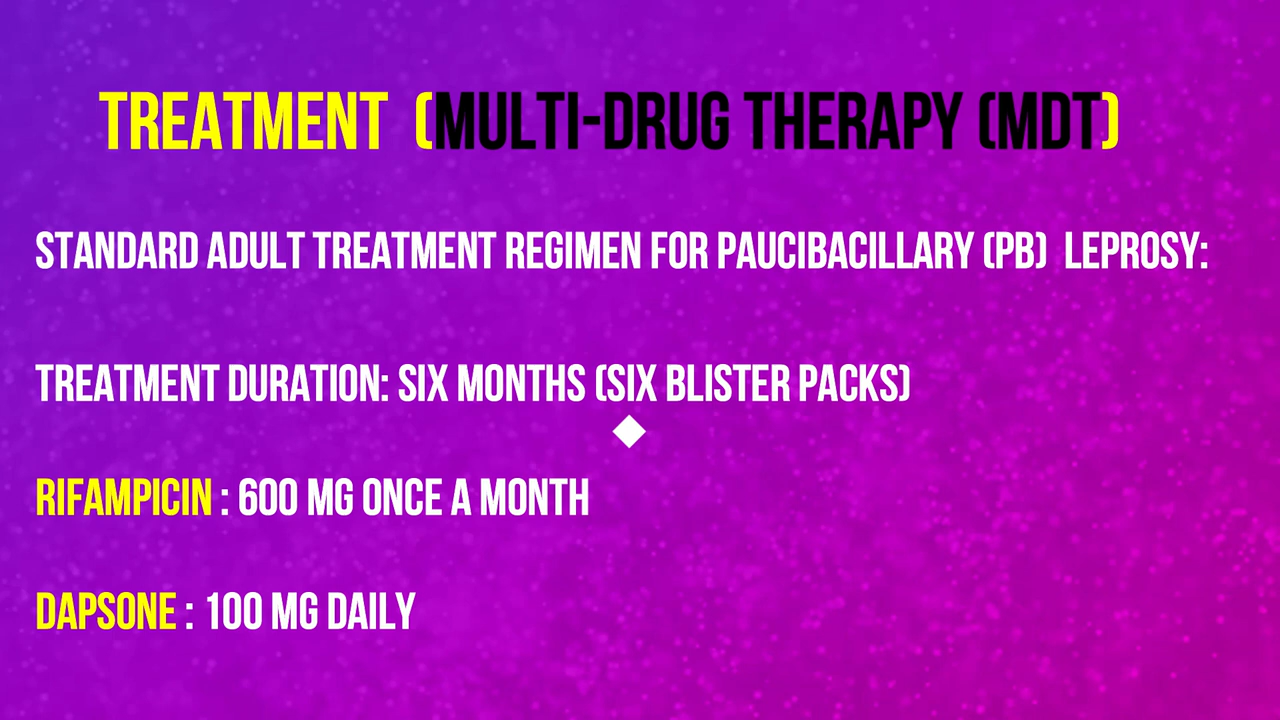 TREATMENT (MULTI-DRUG THERAPY (MDT)
STANDARD ADULT TREATMENT REGIMEN FOR PAUCIBACILLARY (PB) LEPROSY:
TREATMENT DURATION: SIX MONTHS (SIX BLISTER PACKS)
RIFAMPICIN : 600 MG ONCE A MONTH
DAPSONE : 100 MG DAILY